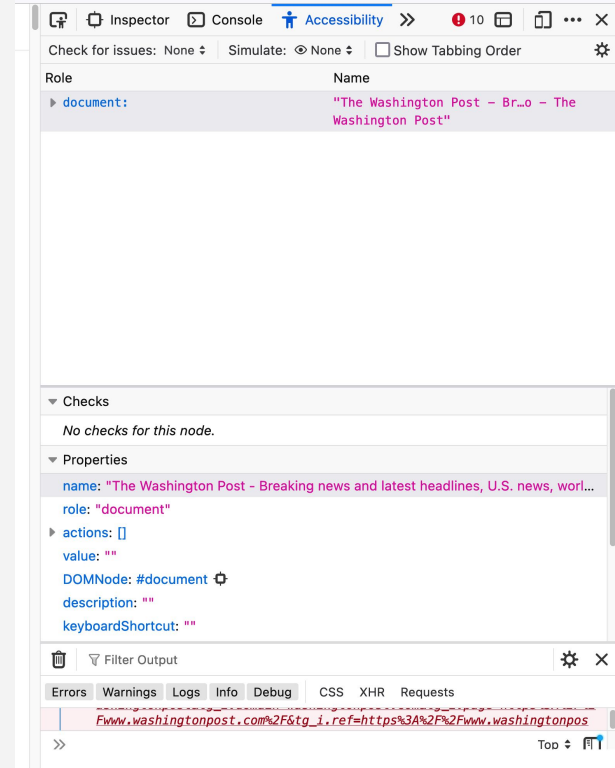 Inspector Console Accessibility 10
Check for issues: None Simulate: None Show Tabbing Order
Role Name
document: "The Washington Post – Br…o – The
Washington Post"
Checks
No checks for this node.
Properties
name: "The Washington Post - Breaking news and latest headlines, U.S. news, worl...
role: "document"
actions: []
value: ""
DOMNode: #document
description: ""
keyboardShortcut: ""
Filter Output
Errors Warnings Logs Info Debug CSS XHR Requests
Fwww.washingtonpost.com%2F&tg_i.ref=https%3A%2F%2Fwww.washingtonpos
Top